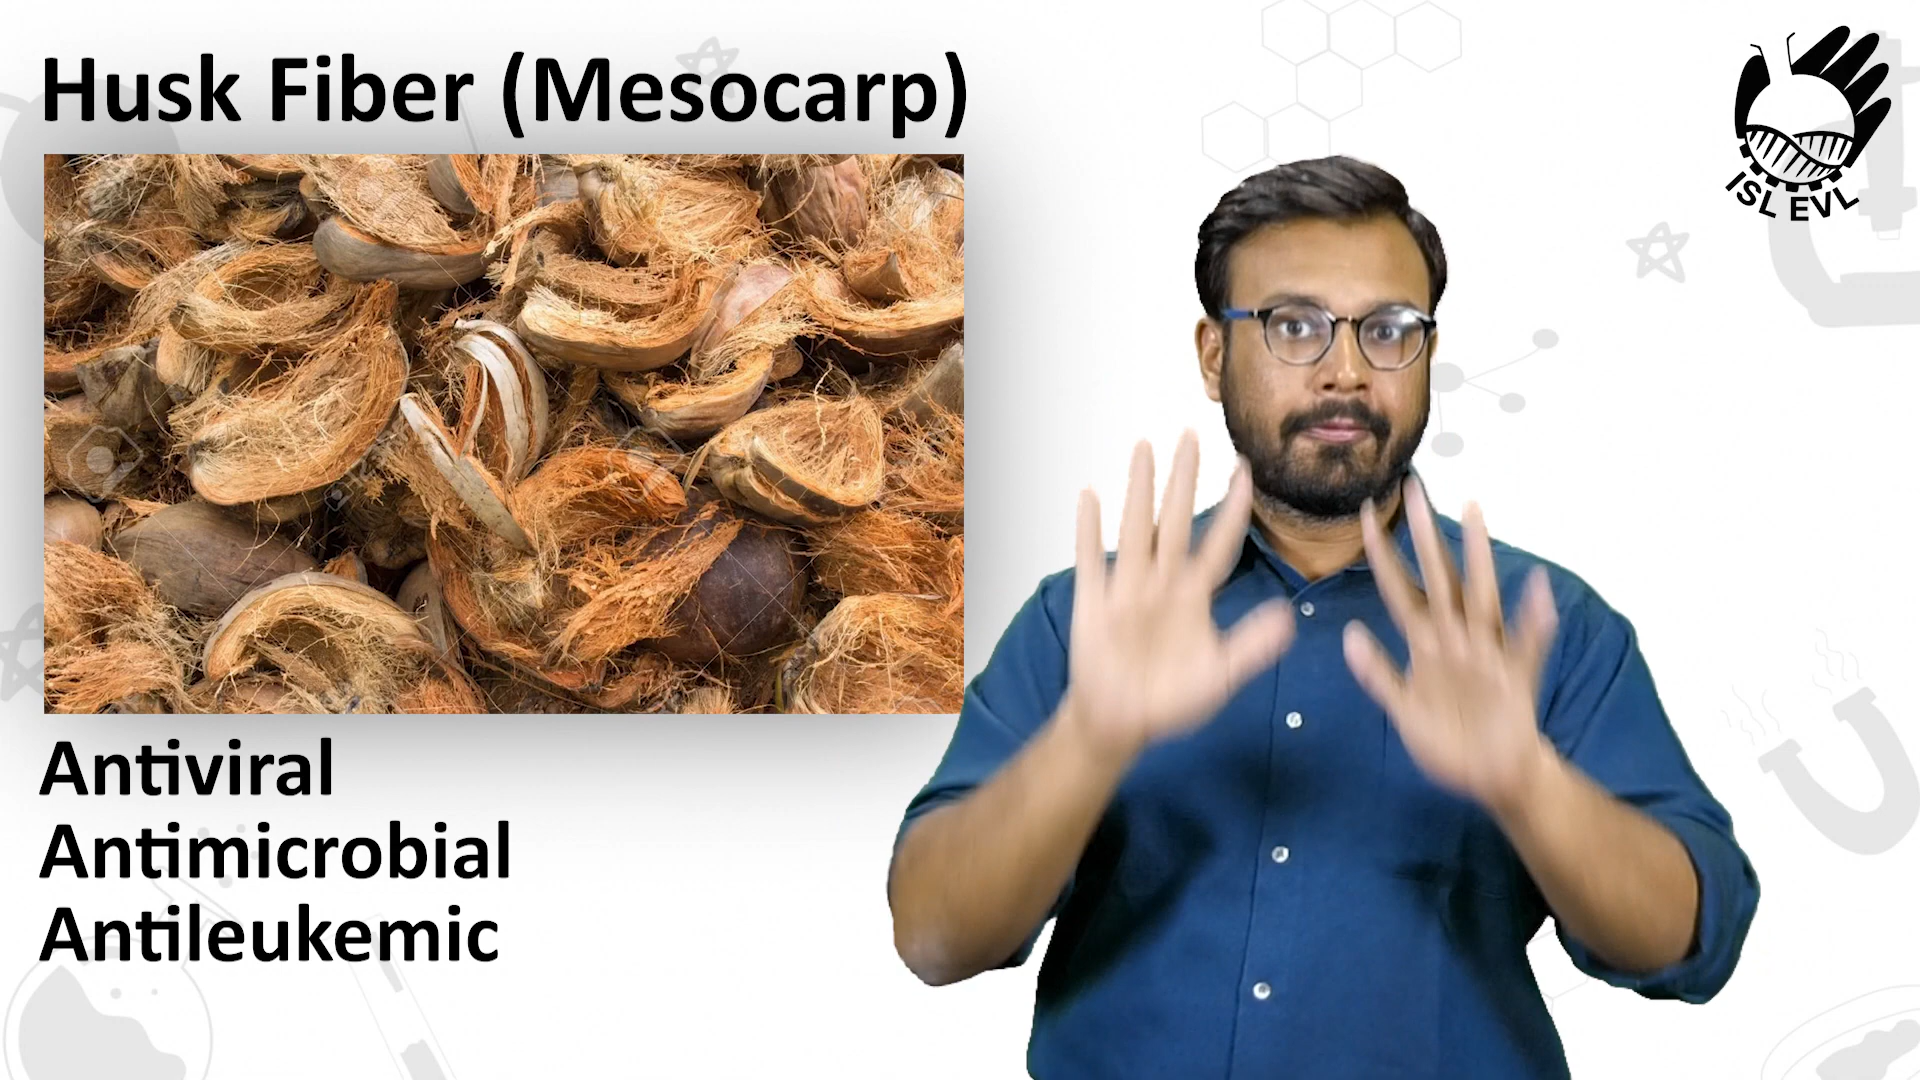 Husk Fiber (Mesocarp)
ISL EVL
Antiviral
Antimicrobial
Antileukemic